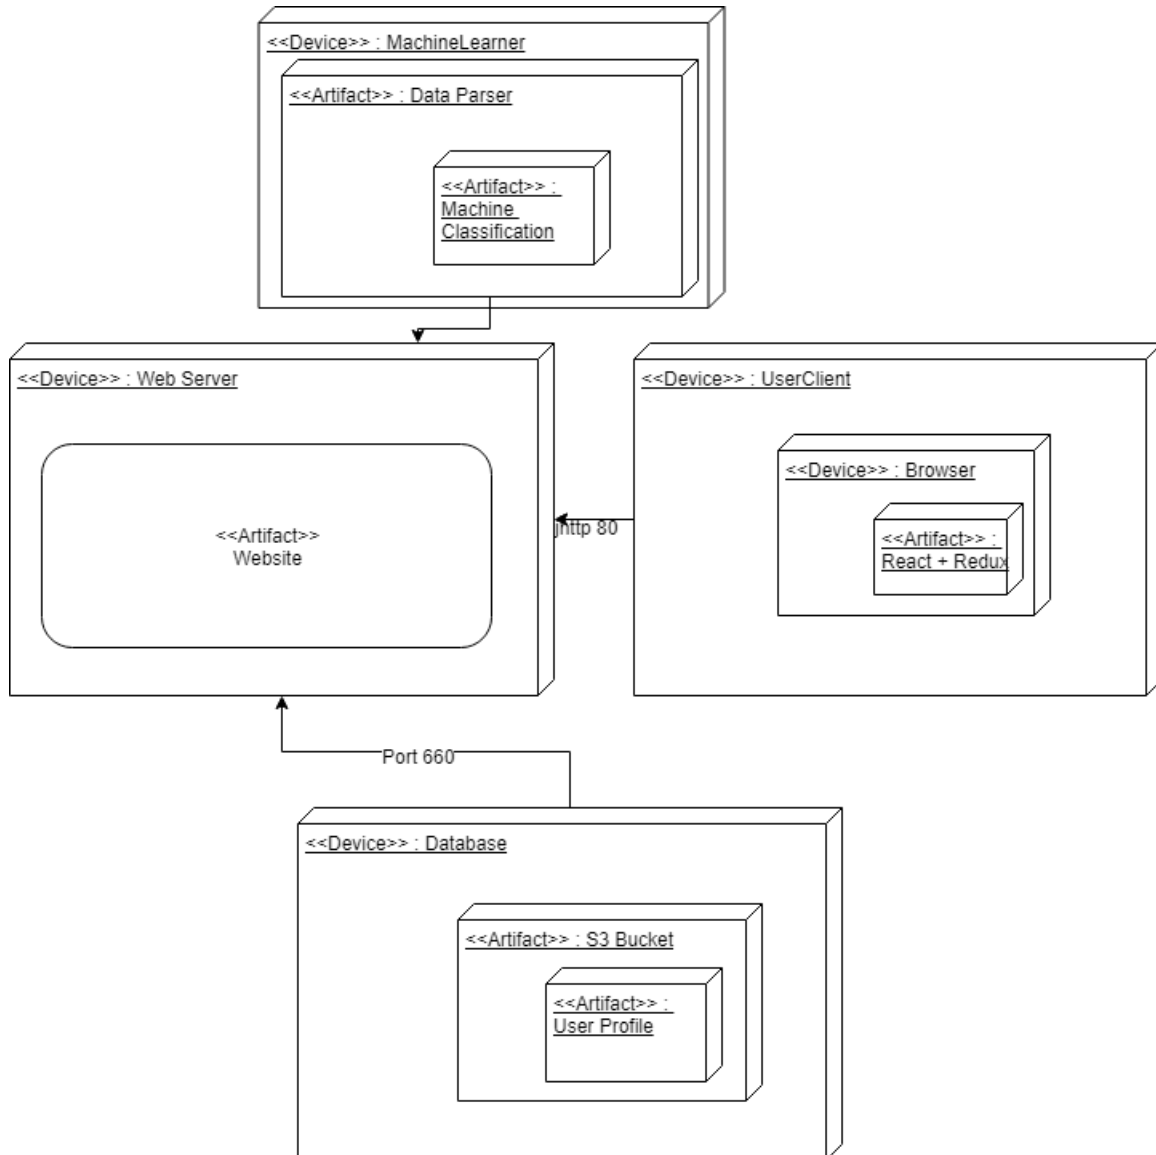 <<Device>> : MachineLearner
<<Artifact>> : Data Parser
<<Artifact>> :
Machine
Classification
<<Device>> : Web Server
<<Artifact>>
Website
<<Device>> : UserClient
<<Device>> : Browser
<<Artifact>> :
React + Redux
jhttp 80
Port 660
<<Device>> : Database
<<Artifact>> : S3 Bucket
<<Artifact>> :
User Profile